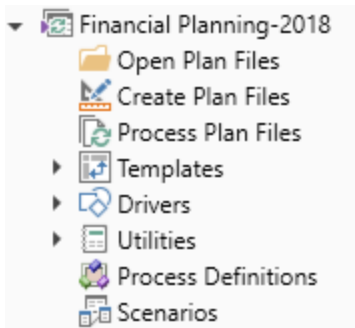 Financial Planning-2018
Open Plan Files
Create Plan Files
Process Plan Files
Templates
Drivers
Utilities
Process Definitions
Scenarios